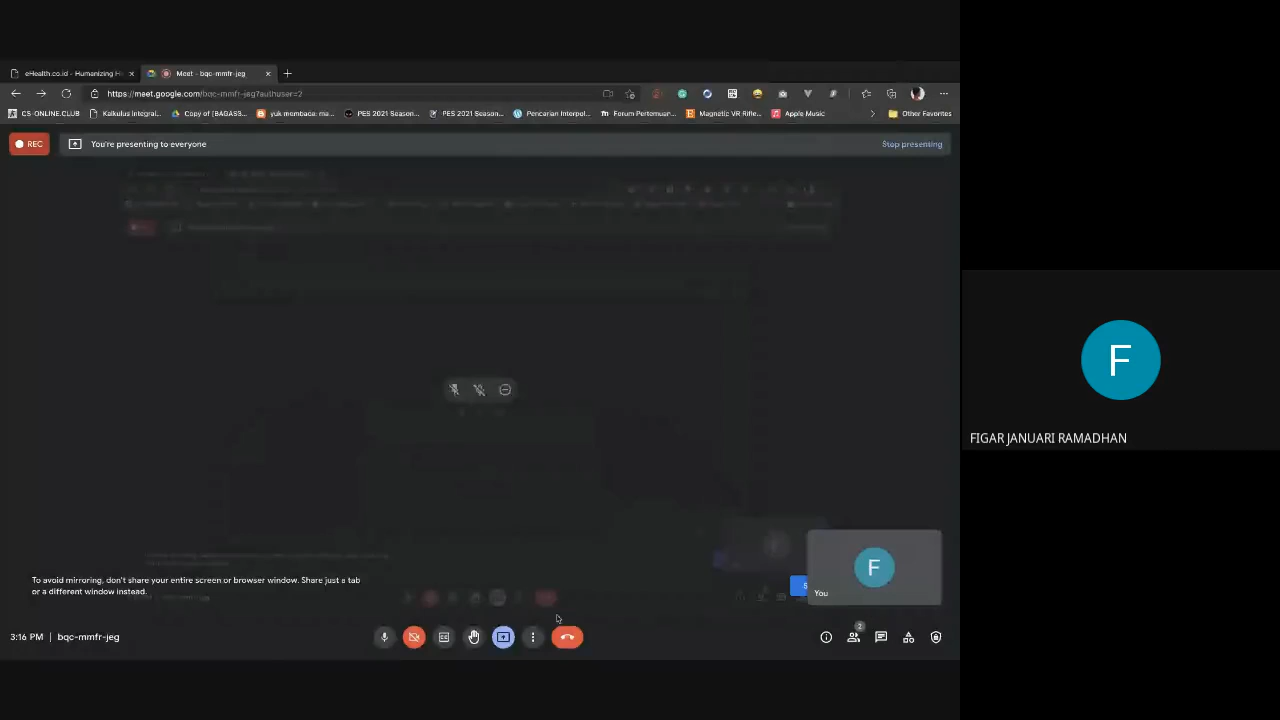 eHealth.co.id - Humanizing H
Meet - bqc-mmfr-jeg
https://meet.google.com/bqc-mmfr-jeg?authuser=2
CS-ONLINE.CLUB
Kalkulus Integral...
Copy of [BAGASS...
yuk membaca: ma...
PES 2021 Season...
PES 2021 Season...
Pencarian Interpol...
Forum Pertemuan...
Magnetic VR Rifle...
Apple Music
Other Favorites
REC
You're presenting to everyone
Stop presenting
F
FIGAR JANUARI RAMADHAN
To avoid mirroring, don't share your entire screen or browser window. Share just a tab
or a different window instead.
F
You
3:16 PM | bqc-mmfr-jeg
2